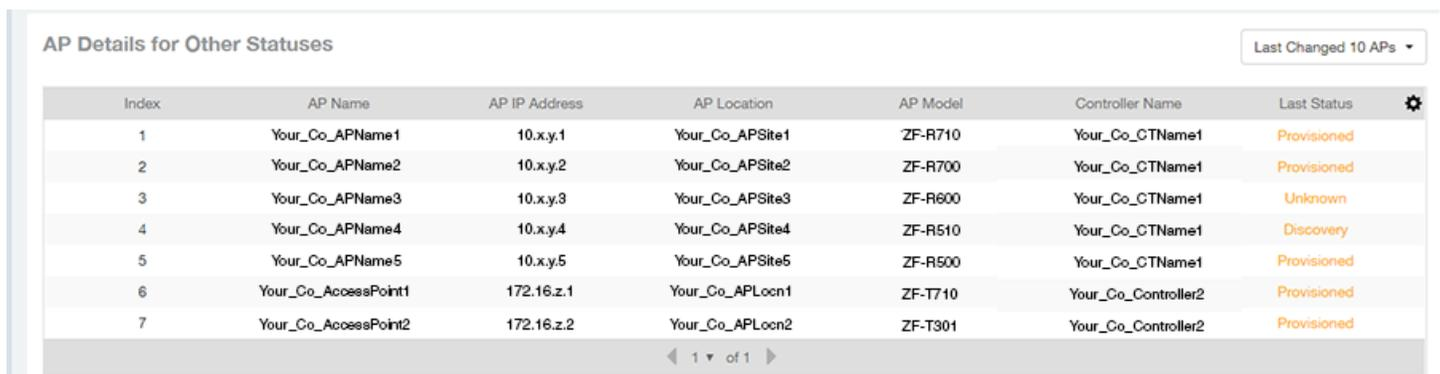 AP Details for Other Statuses
Last Changed 10 APs
Index AP Name AP IP Address AP Location AP Model Controller Name Last Status
1 Your_Co_APName1 10.x.y.1 Your_Co_APSite1 ZF-R710 Your_Co_CTName1 Provisioned
2 Your_Co_APName2 10.x.y.2 Your_Co_APSite2 ZF-R700 Your_Co_CTName1 Provisioned
3 Your_Co_APName3 10.x.y.3 Your_Co_APSite3 ZF-R600 Your_Co_CTName1 Unknown
4 Your_Co_APName4 10.x.y.4 Your_Co_APSite4 ZF-R510 Your_Co_CTName1 Discovery
5 Your_Co_APName5 10.x.y.5 Your_Co_APSite5 ZF-R500 Your_Co_CTName1 Provisioned
6 Your_Co_AccessPoint1 172.16.z.1 Your_Co_APLocn1 ZF-T710 Your_Co_Controller2 Provisioned
7 Your_Co_AccessPoint2 172.16.z.2 Your_Co_APLocn2 ZF-T301 Your_Co_Controller2 Provisioned
1 of 1